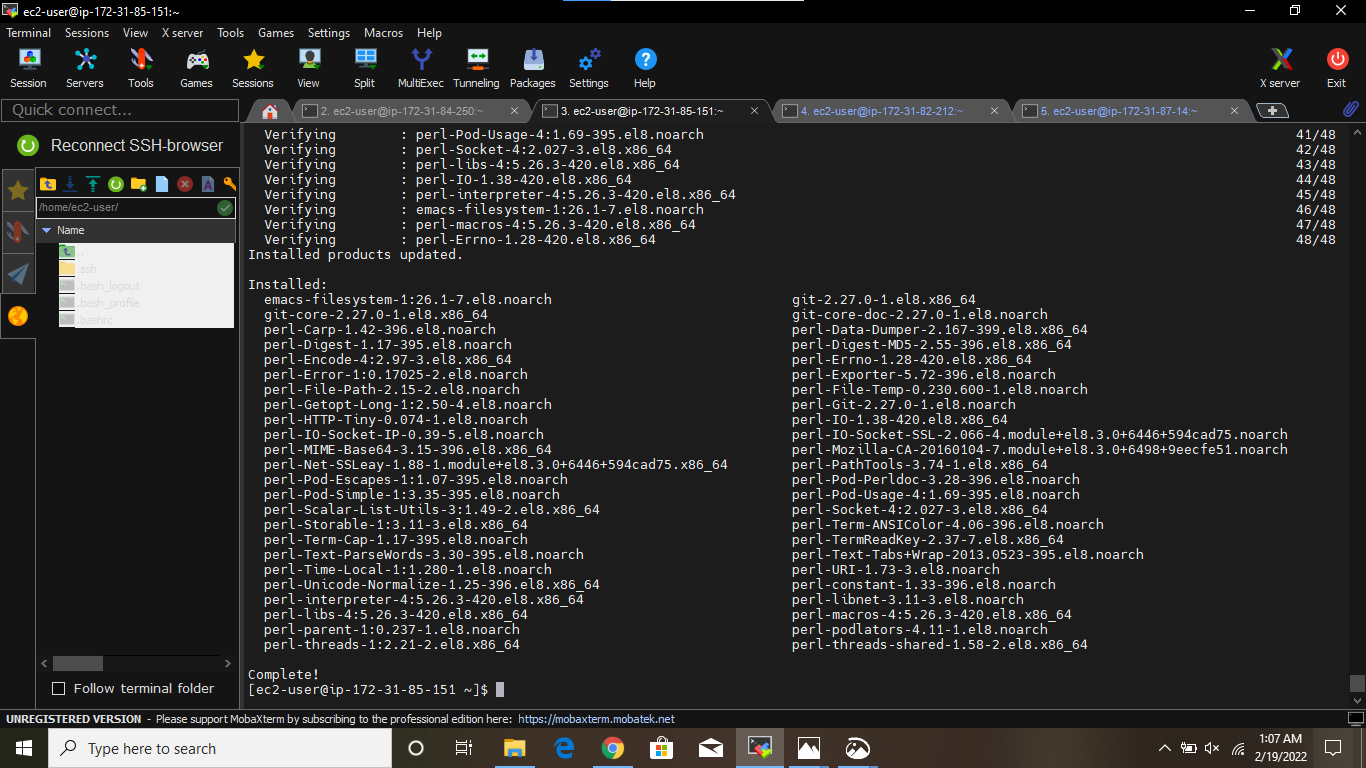 ec2-user@ip-172-31-85-151:~
Terminal Sessions View X server Tools Games Settings Macros Help
Session Servers Tools Games Sessions View Split MultiExec Tunneling Packages Settings Help X server Exit
Quick connect...
2. ec2-user@ip-172-31-84-250:~ 3. ec2-user@ip-172-31-85-151:~ 4. ec2-user@ip-172-31-82-212:~ 5. ec2-user@ip-172-31-87-14:~
Reconnect SSH-browser
/home/ec2-user/
Name
..
.ssh
.bash_logout
.bash_profile
.bashrc
Follow terminal folder
Verifying : perl-Pod-Usage-4:1.69-395.el8.noarch 41/48
Verifying : perl-Socket-4:2.027-3.el8.x86_64 42/48
Verifying : perl-libs-4:5.26.3-420.el8.x86_64 43/48
Verifying : perl-IO-1.38-420.el8.x86_64 44/48
Verifying : perl-interpreter-4:5.26.3-420.el8.x86_64 45/48
Verifying : emacs-filesystem-1:26.1-7.el8.noarch 46/48
Verifying : perl-macros-4:5.26.3-420.el8.x86_64 47/48
Verifying : perl-Errno-1.28-420.el8.x86_64 48/48
Installed products updated.
Installed:
emacs-filesystem-1:26.1-7.el8.noarch git-2.27.0-1.el8.x86_64
git-core-2.27.0-1.el8.x86_64 git-core-doc-2.27.0-1.el8.noarch
perl-Carp-1.42-396.el8.noarch perl-Data-Dumper-2.167-399.el8.x86_64
perl-Digest-1.17-395.el8.noarch perl-Digest-MD5-2.55-396.el8.x86_64
perl-Encode-4:2.97-3.el8.x86_64 perl-Errno-1.28-420.el8.x86_64
perl-Error-1:0.17025-2.el8.noarch perl-Exporter-5.72-396.el8.noarch
perl-File-Path-2.15-2.el8.noarch perl-File-Temp-0.230.600-1.el8.noarch
perl-Getopt-Long-1:2.50-4.el8.noarch perl-Git-2.27.0-1.el8.noarch
perl-HTTP-Tiny-0.074-1.el8.noarch perl-IO-1.38-420.el8.x86_64
perl-IO-Socket-IP-0.39-5.el8.noarch perl-IO-Socket-SSL-2.066-4.module+el8.3.0+6446+594cad75.noarch
perl-MIME-Base64-3.15-396.el8.x86_64 perl-Mozilla-CA-20160104-7.module+el8.3.0+6498+9eecfe51.noarch
perl-Net-SSLeay-1.88-1.module+el8.3.0+6446+594cad75.x86_64 perl-PathTools-3.74-1.el8.x86_64
perl-Pod-Escapes-1:1.07-395.el8.noarch perl-Pod-Perldoc-3.28-396.el8.noarch
perl-Pod-Simple-1:3.35-395.el8.noarch perl-Pod-Usage-4:1.69-395.el8.noarch
perl-Scalar-List-Utils-3:1.49-2.el8.x86_64 perl-Socket-4:2.027-3.el8.x86_64
perl-Storable-1:3.11-3.el8.x86_64 perl-Term-ANSIColor-4.06-396.el8.noarch
perl-Term-Cap-1.17-395.el8.noarch perl-TermReadKey-2.37-7.el8.x86_64
perl-Text-ParseWords-3.30-395.el8.noarch perl-Text-Tabs+Wrap-2013.0523-395.el8.noarch
perl-Time-Local-1:1.280-1.el8.noarch perl-URI-1.73-3.el8.noarch
perl-Unicode-Normalize-1.25-396.el8.x86_64 perl-constant-1.33-396.el8.noarch
perl-interpreter-4:5.26.3-420.el8.x86_64 perl-libnet-3.11-3.el8.noarch
perl-libs-4:5.26.3-420.el8.x86_64 perl-macros-4:5.26.3-420.el8.x86_64
perl-parent-1:0.237-1.el8.noarch perl-podlators-4.11-1.el8.noarch
perl-threads-1:2.21-2.el8.x86_64 perl-threads-shared-1.58-2.el8.x86_64
Complete!
[ec2-user@ip-172-31-85-151 ~]$
UNREGISTERED VERSION - Please support MobaXterm by subscribing to the professional edition here: https://mobaxterm.mobatek.net
Type here to search
1:07 AM
2/19/2022